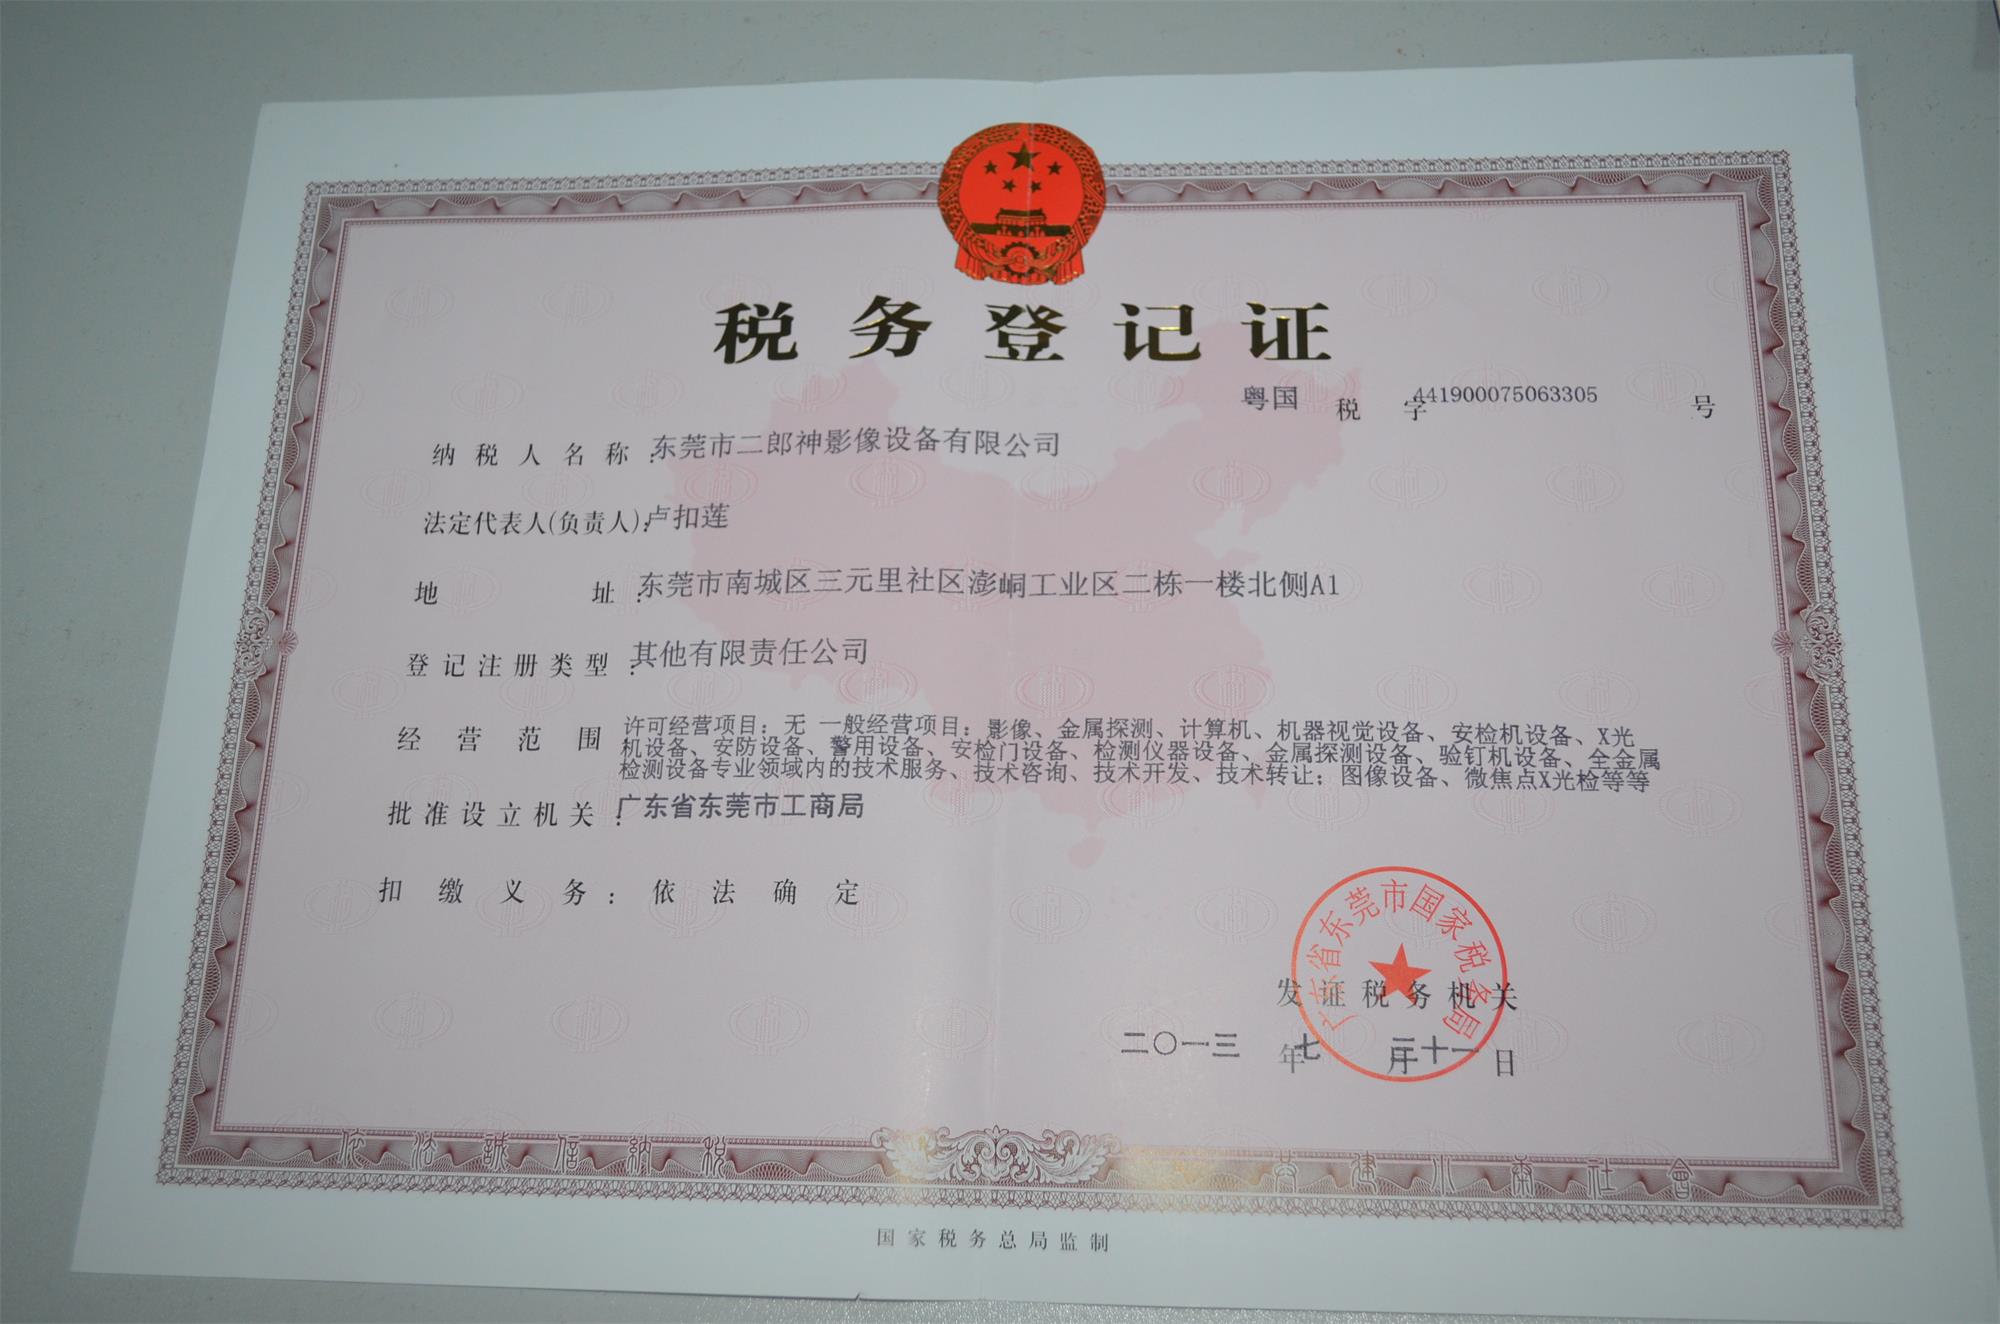 税务登记证
粤国 税 字 441900075063305 号
纳税人名称:东莞市二郎神影像设备有限公司
法定代表人(负责人):卢扣莲
地 址:东莞市南城区三元里社区澎峒工业区二栋一楼北侧A1
登记注册类型:其他有限责任公司
经营范围 许可经营项目:无 一般经营项目:影像、金属探测、计算机、机器视觉设备、安检机设备、X光
机设备、安防设备、警用设备、安检门设备、检测仪器设备、金属探测设备、验钉机设备、全金属
检测设备专业领域内的技术服务、技术咨询、技术开发、技术转让;图像设备、微焦点X光检等等
批准设立机关:广东省东莞市工商局
扣缴义务:依法确定
广东省东莞市国家税务局
发证税务机关
二〇一三 年 七 月 二十一 日
依法誠信納税
共建小康社會
国家税务总局监制